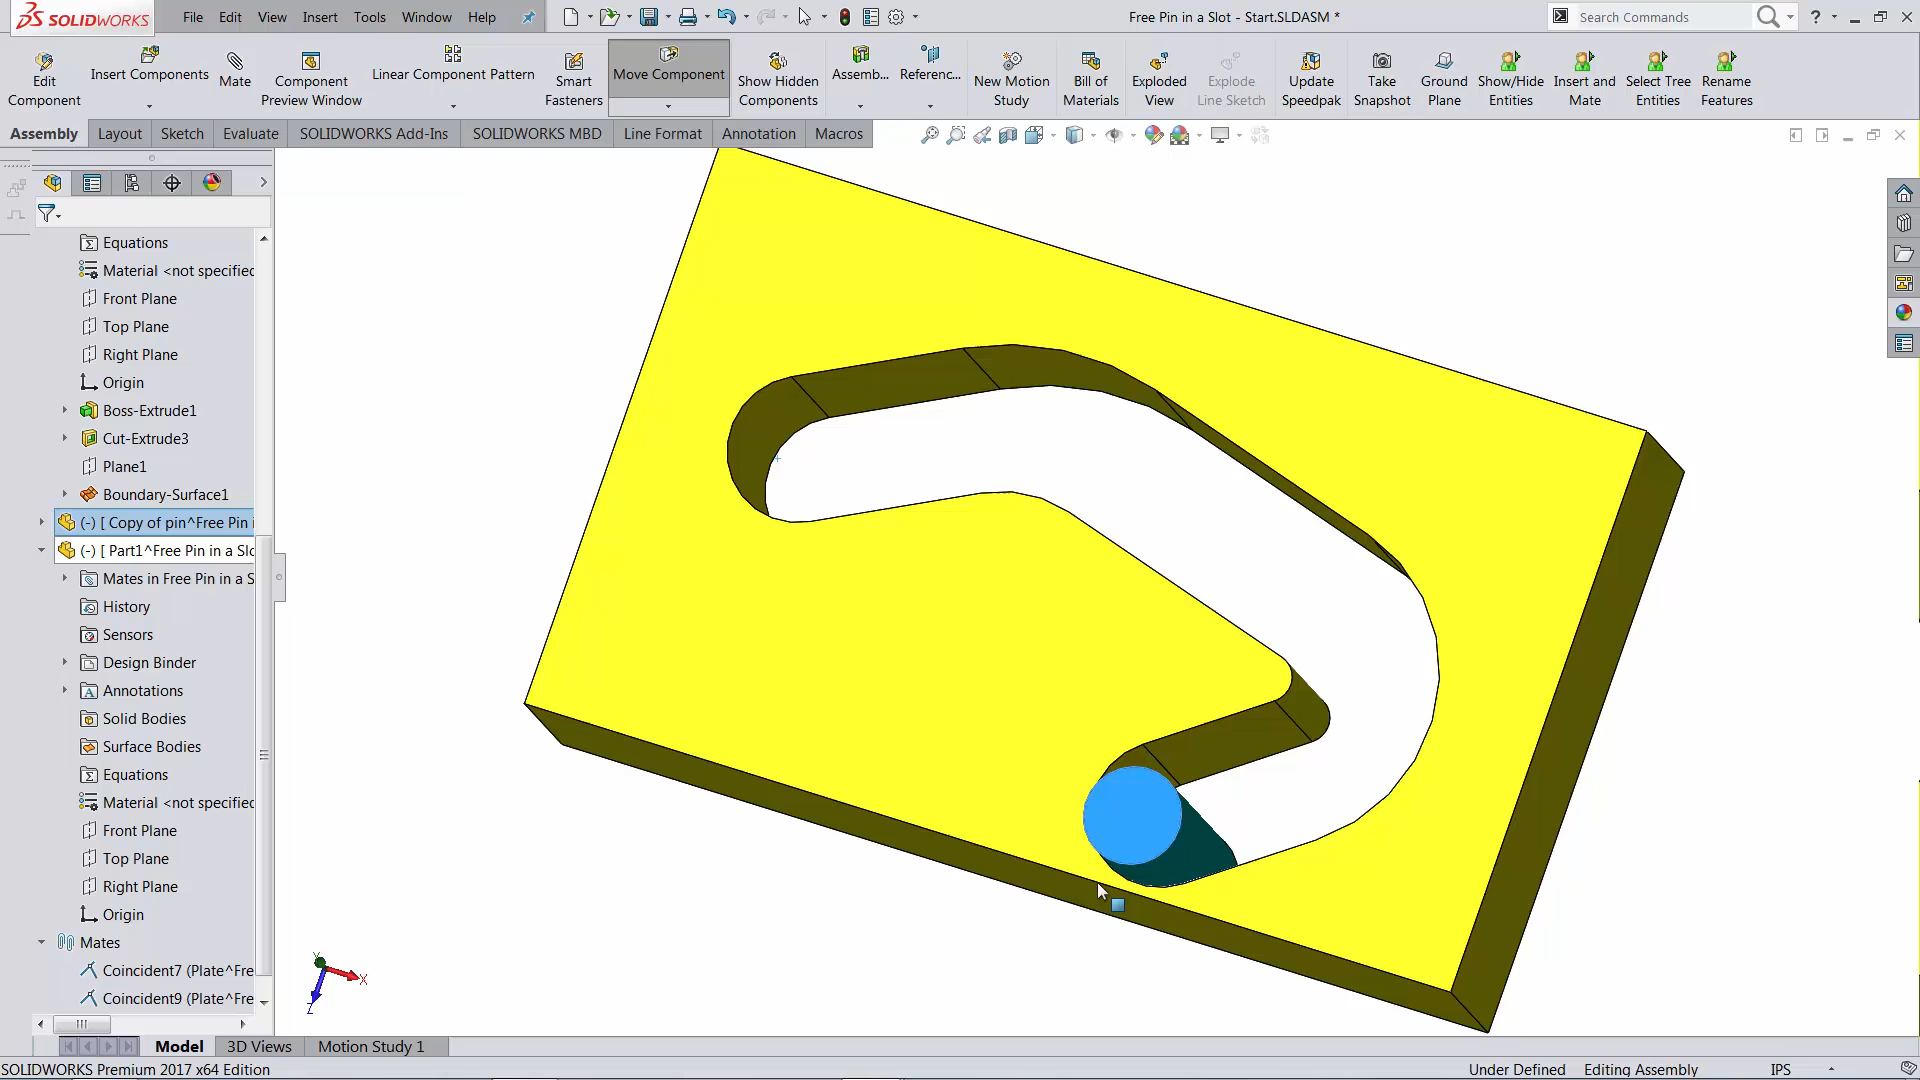 SOLIDWORKS File Edit View Insert Tools Window Help Free Pin in a Slot - Start.SLDASM * Search Commands ?
Edit Component
Insert Components
Mate
Component Preview Window
Linear Component Pattern
Smart Fasteners
Move Component
Show Hidden Components
Assemb...
Referenc...
New Motion Study
Bill of Materials
Exploded View
Explode Line Sketch
Update Speedpak
Take Snapshot
Ground Plane
Show/Hide Entities
Insert and Mate
Select Tree Entities
Rename Features
Assembly Layout Sketch Evaluate SOLIDWORKS Add-Ins SOLIDWORKS MBD Line Format Annotation Macros
Equations
Material <not specified
Front Plane
Top Plane
Right Plane
Origin
Boss-Extrude1
Cut-Extrude3
Plane1
Boundary-Surface1
(-) [ Copy of pin^Free Pin i
(-) [ Part1^Free Pin in a Slo
Mates in Free Pin in a S
History
Sensors
Design Binder
Annotations
Solid Bodies
Surface Bodies
Equations
Material <not specified
Front Plane
Top Plane
Right Plane
Origin
Mates
Coincident7 (Plate^Fre
Coincident9 (Plate^Fre
Y
X
Z
Model 3D Views Motion Study 1
SOLIDWORKS Premium 2017 x64 Edition Under Defined Editing Assembly IPS